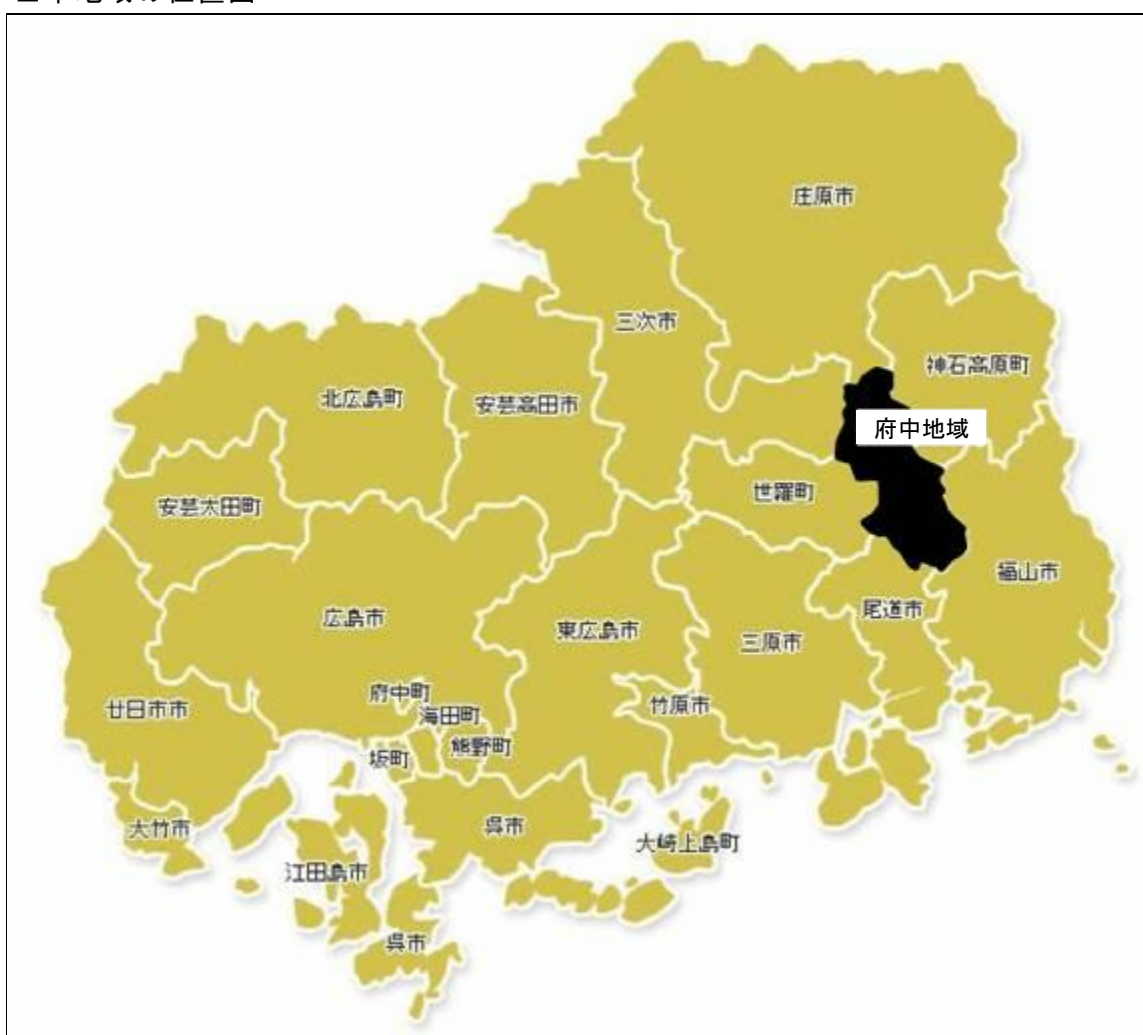 庄原市
三次市
神石高原町
北広島町
安芸高田市
府中地域
世羅町
安芸太田町
福山市
尾道市
広島市
東広島市
三原市
府中町
竹原市
廿日市市
海田町
熊野町
坂町
大竹市
呉市
大崎上島町
江田島市
呉市